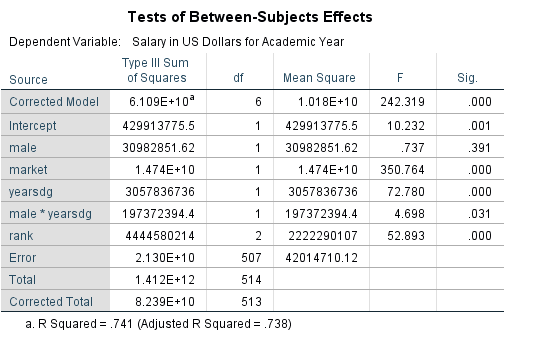 Tests of Between-Subjects Effects
Dependent Variable: Salary in US Dollars for Academic Year
Source Type III Sum of Squares df Mean Square F Sig.
Corrected Model 6.109E+10a 6 1.018E+10 242.319 .000
Intercept 429913775.5 1 429913775.5 10.232 .001
male 30982851.62 1 30982851.62 .737 .391
market 1.474E+10 1 1.474E+10 350.764 .000
yearsdg 3057836736 1 3057836736 72.780 .000
male * yearsdg 197372394.4 1 197372394.4 4.698 .031
rank 4444580214 2 2222290107 52.893 .000
Error 2.130E+10 507 42014710.12
Total 1.412E+12 514
Corrected Total 8.239E+10 513
a. R Squared = .741 (Adjusted R Squared = .738)